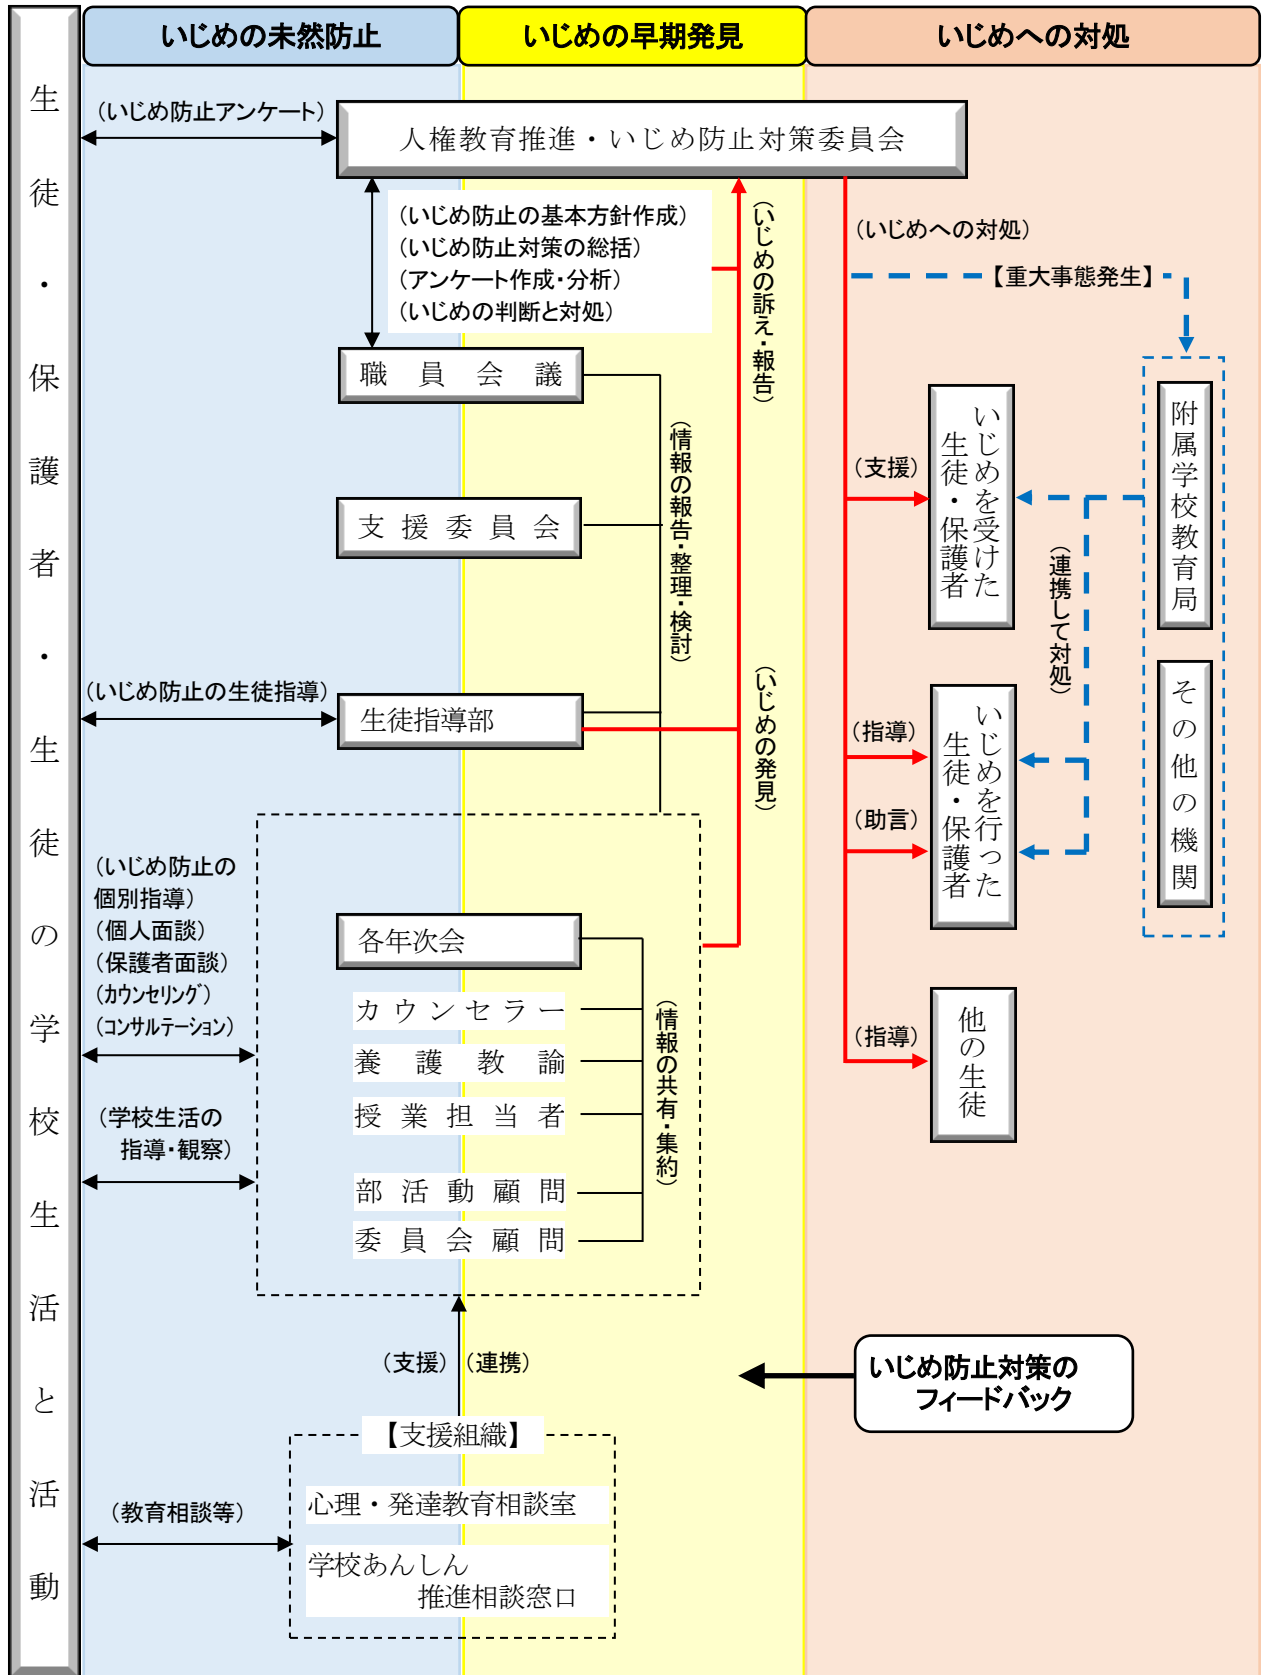 生徒・保護者・生徒の学校生活と活動
いじめの未然防止
いじめの早期発見
いじめへの対処
(いじめ防止アンケート)
人権教育推進・いじめ防止対策委員会
(いじめ防止の基本方針作成)
(いじめ防止対策の総括)
(アンケート作成・分析)
(いじめの判断と対処)
(いじめの訴え・報告)
(いじめへの対処)
【重大事態発生】
職員会議
(情報の報告・整理・検討)
支援委員会
(支援)
いじめを受けた
生徒・保護者
附属学校教育局
(連携して対処)
その他の機関
(いじめ防止の生徒指導)
生徒指導部
(いじめの発見)
(指導)
(助言)
いじめを行った
生徒・保護者
(いじめ防止の
個別指導)
(個人面談)
(保護者面談)
(カウンセリング)
(コンサルテーション)
各年次会
カウンセラー
養護教諭
授業担当者
部活動顧問
委員会顧問
(情報の共有・集約)
(指導)
他の生徒
(学校生活の
指導・観察)
(支援)
(連携)
いじめ防止対策の
フィードバック
【支援組織】
心理・発達教育相談室
学校あんしん
推進相談窓口
(教育相談等)